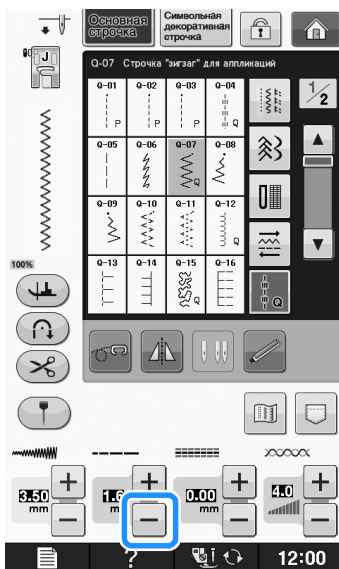 Основная строчка
Символьная декоративная строчка
J
Q-07 Строчка "зигзаг" для аппликаций
1/2
Q-01 Q-02 Q-03 Q-04
P P P Q
Q-05 Q-06 Q-07 Q-08
Q
Q-09 Q-10 Q-11 Q-12
Q
100%
Q-13 Q-14 Q-15 Q-16
Q
Q
+ + + +
3.50 mm 0.00 mm 4.0
− − − −
? 12:00